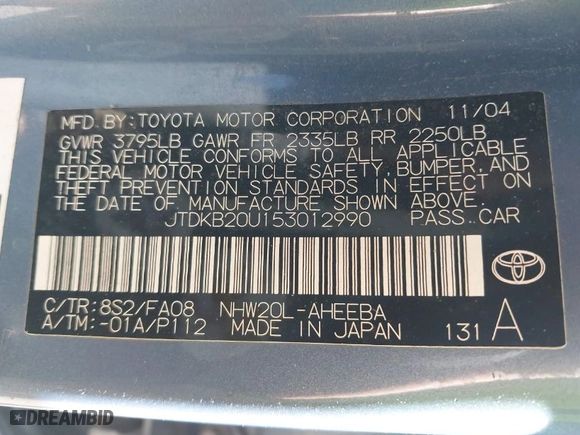 MFD.BY:TOYOTA MOTOR CORPORATION 11/04
GVWR 3795LB GAWR FR 2335LB RR 2250LB
THIS VEHICLE CONFORMS TO ALL APPLICABLE
FEDERAL MOTOR VEHICLE SAFETY,BUMPER,AND
THEFT PREVENTION STANDARDS IN EFFECT ON
THE DATE OF MANUFACTURE SHOWN ABOVE.
JTDKB20U153012990 PASS.CAR
C/TR:8S2/FA08 NHW20L-AHEEBA
A/TM:-01A/P112 MADE IN JAPAN 131 A
TOYOTA
DREAMBID